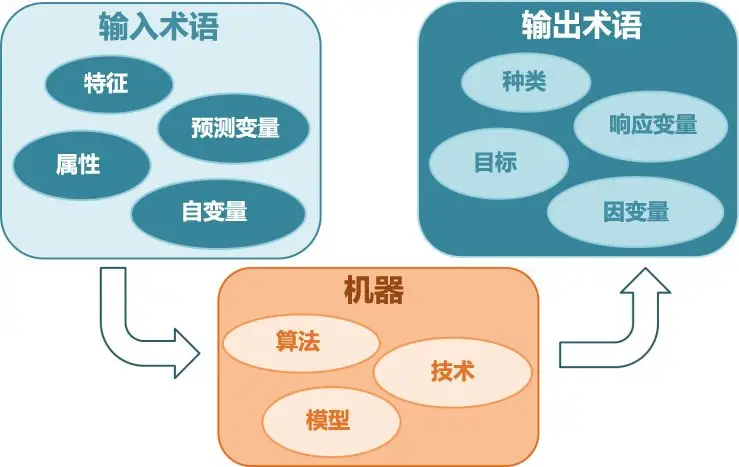 输入术语
特征
预测变量
属性
自变量
输出术语
种类
响应变量
目标
因变量
机器
算法
技术
模型